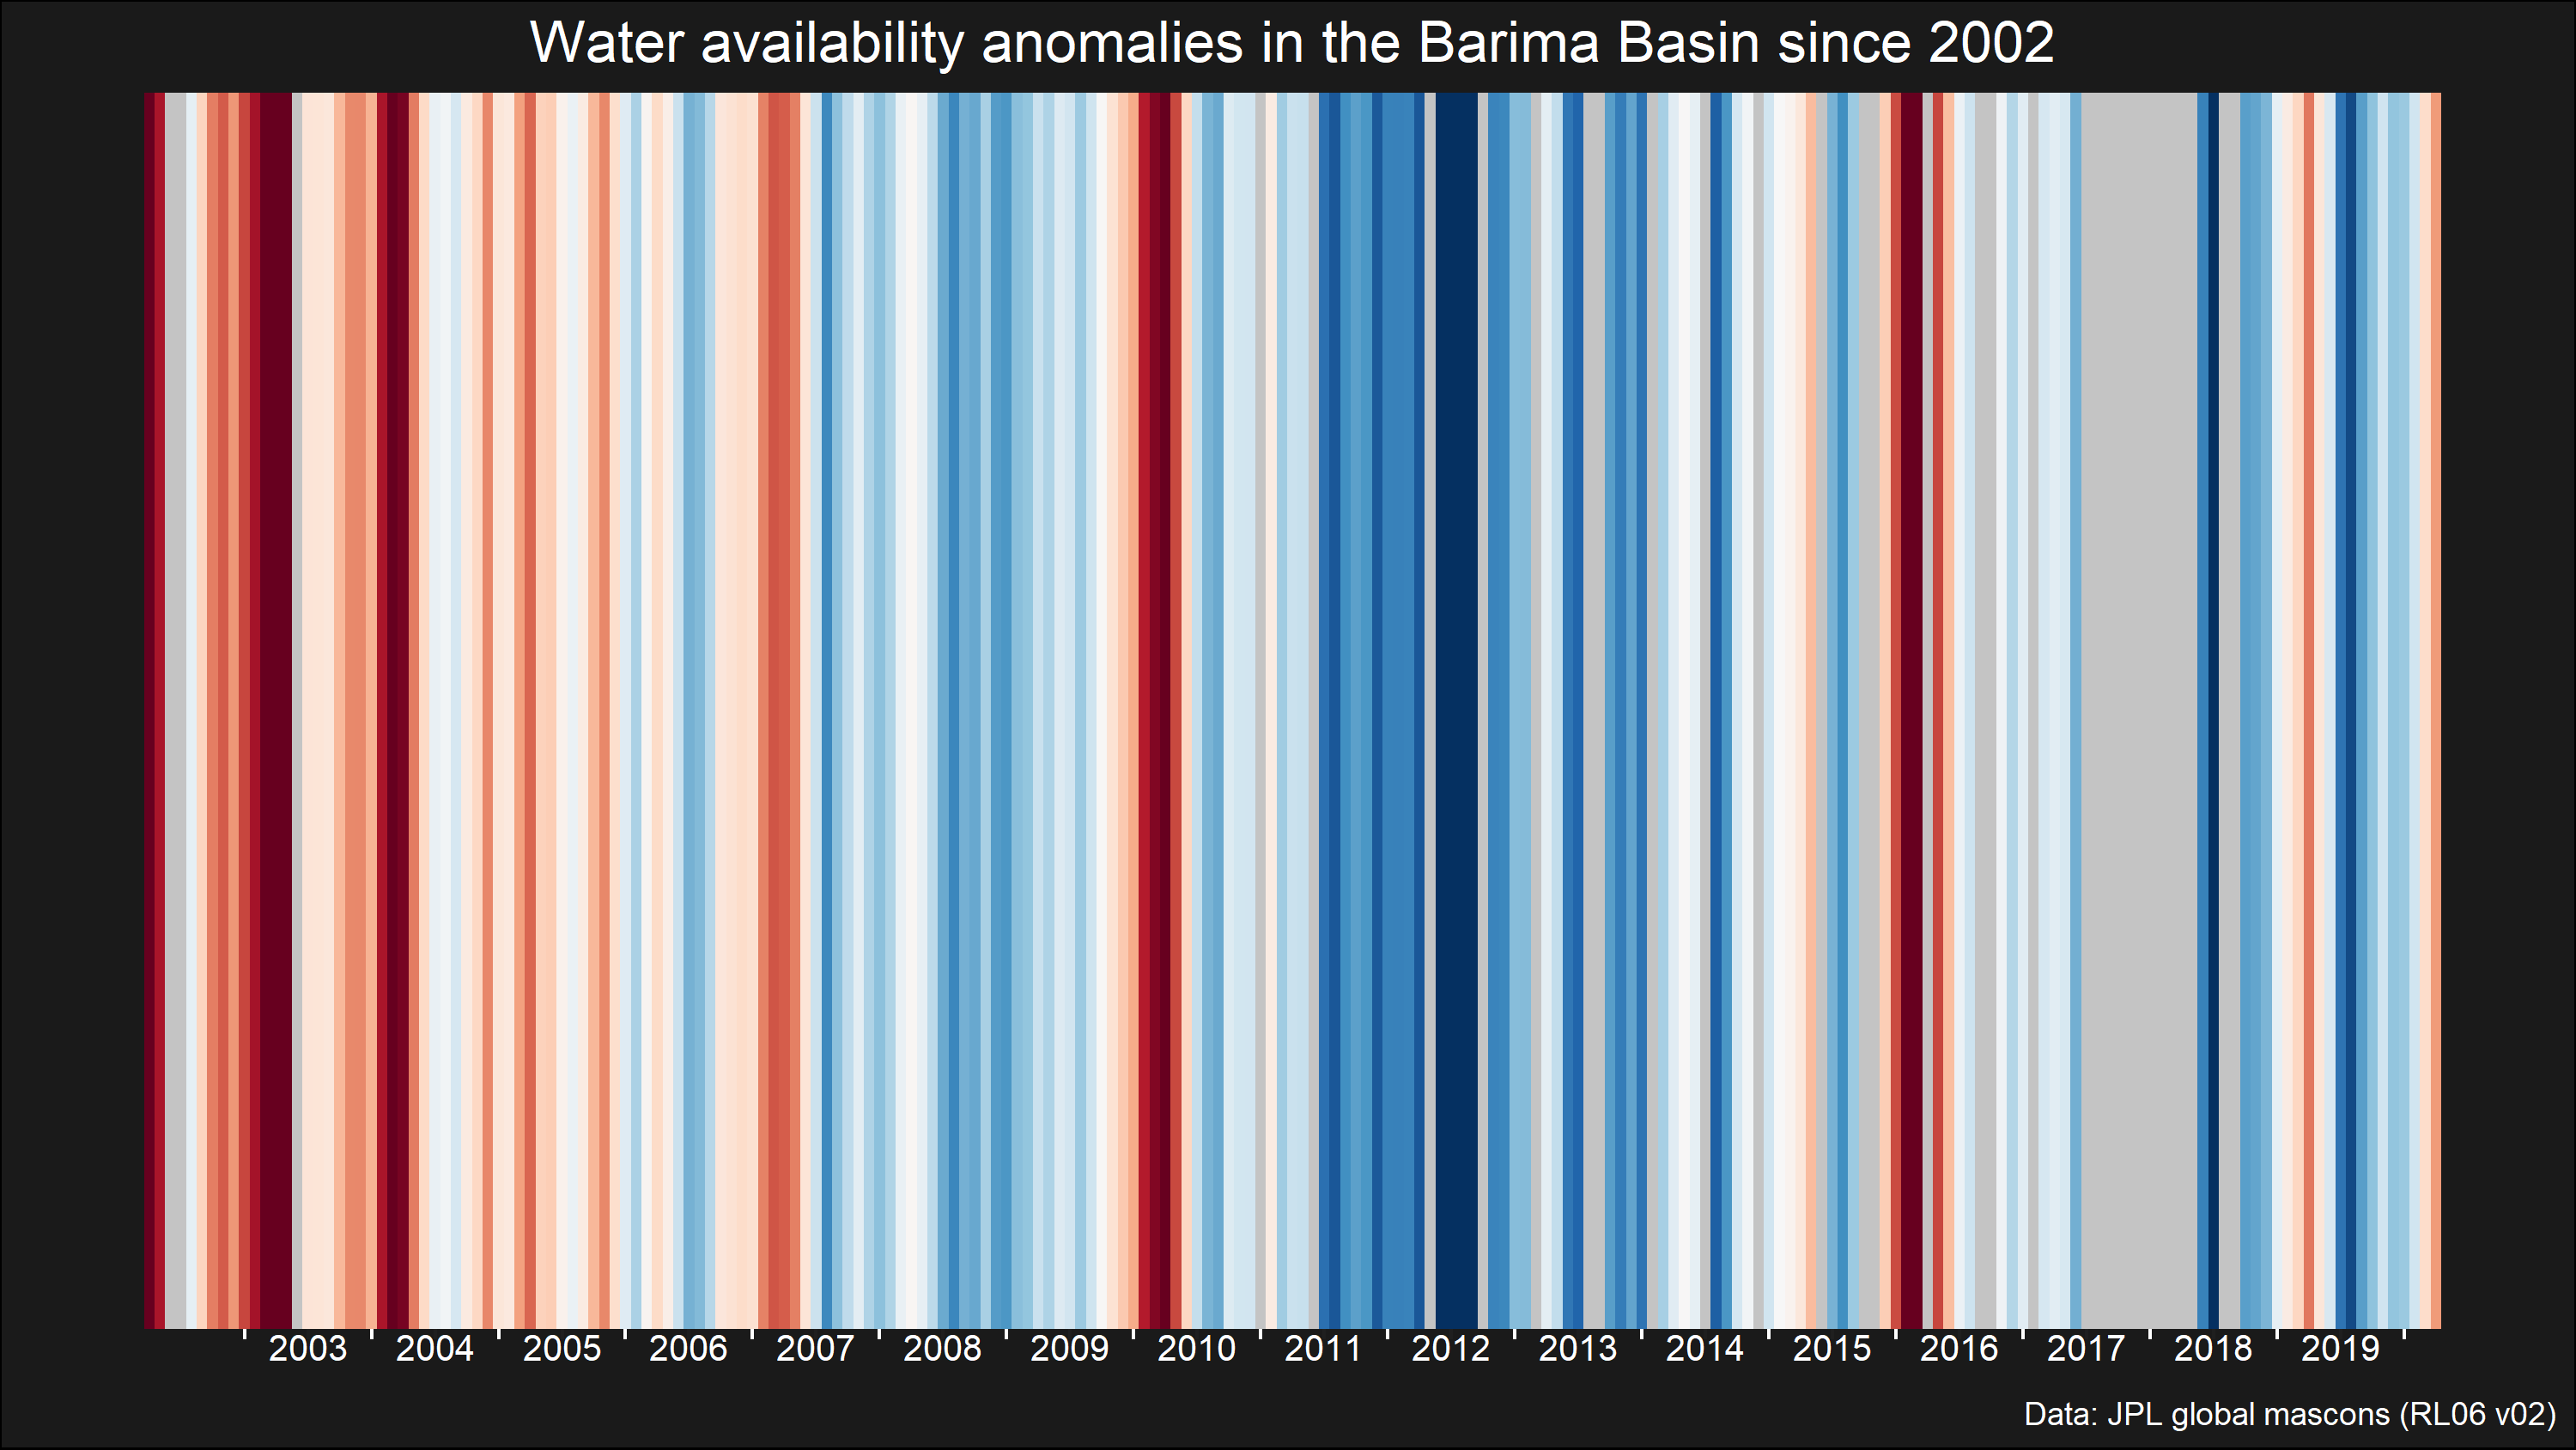 Water availability anomalies in the Barima Basin since 2002
2003 2004 2005 2006 2007 2008 2009 2010 2011 2012 2013 2014 2015 2016 2017 2018 2019
Data: JPL global mascons (RL06 v02)